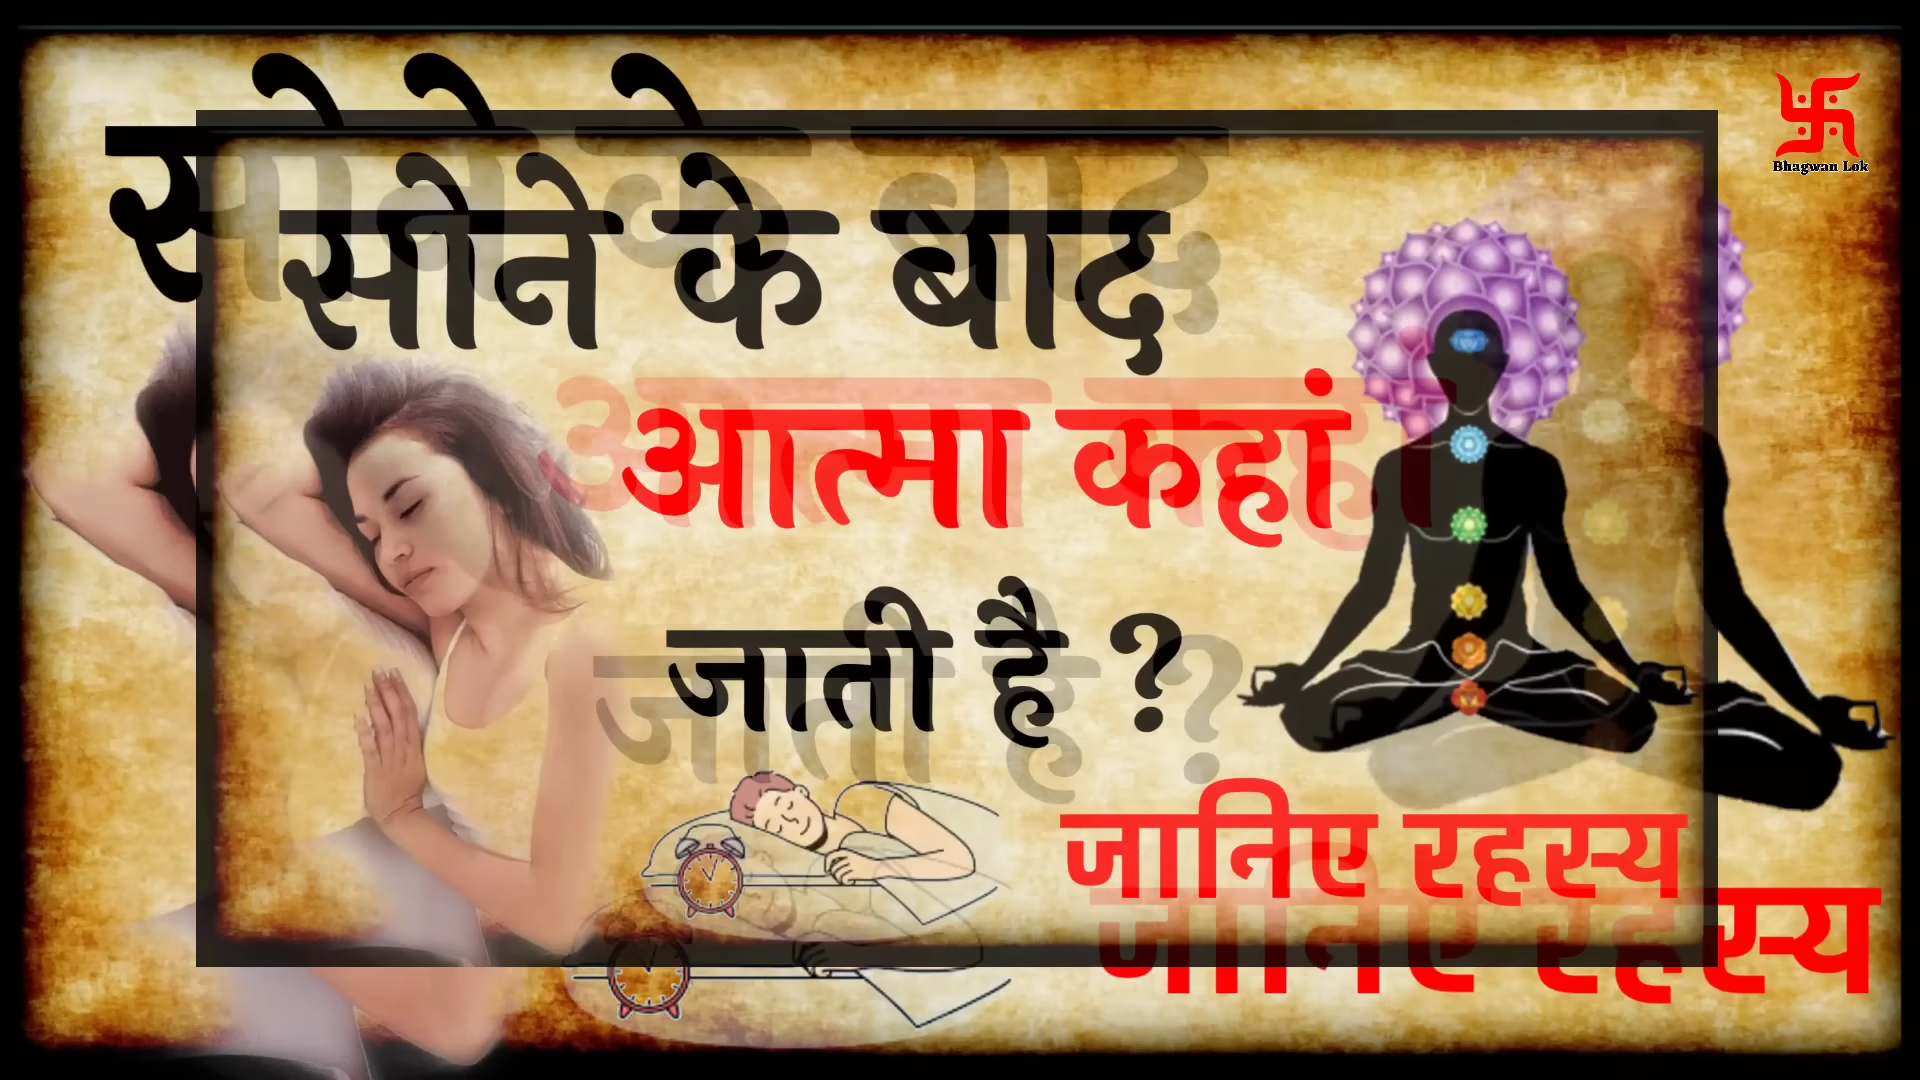 सोने के बाद
आत्मा कहां
जाती है ?
जानिए रहस्य
Bhagwan Lok